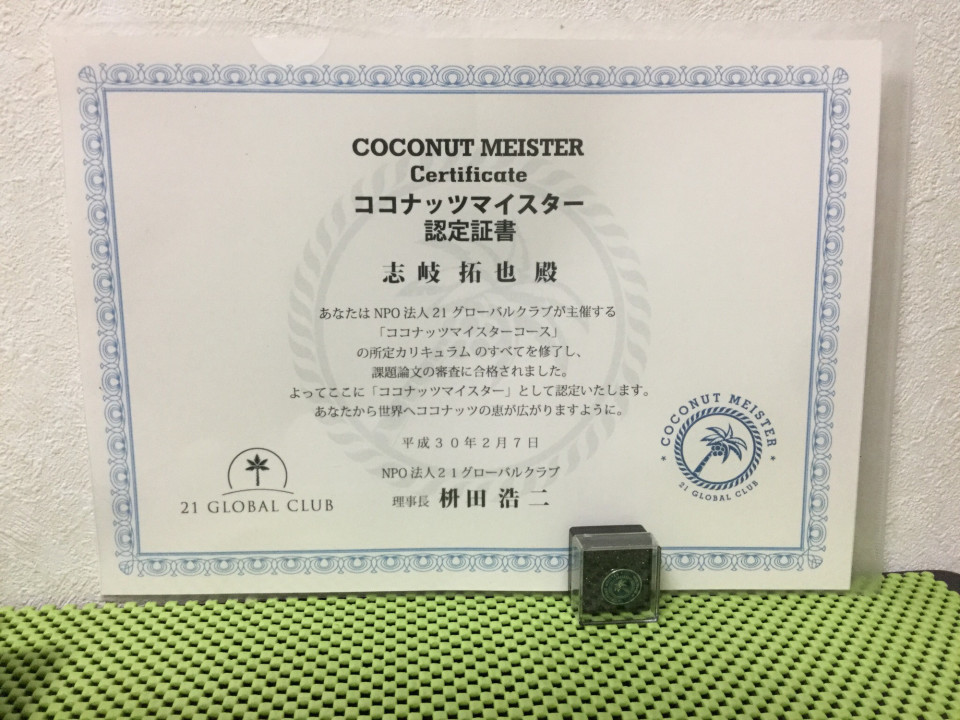 COCONUT MEISTER
Certificate
ココナッツマイスター
認定証書
志岐 拓也 殿
あなたは NPO 法人 21 グローバルクラブが主催する
「ココナッツマイスターコース」
の所定カリキュラム のすべてを修了し、
課題論文の審査に合格されました。
よってここに「ココナッツマイスター」として認定いたします。
あなたから世界へココナッツの恵が広がりますように。
平成30年2月7日
NPO 法人21グローバルクラブ
理事長 枡田 浩二
21 GLOBAL CLUB
COCONUT MEISTER
21 GLOBAL CLUB